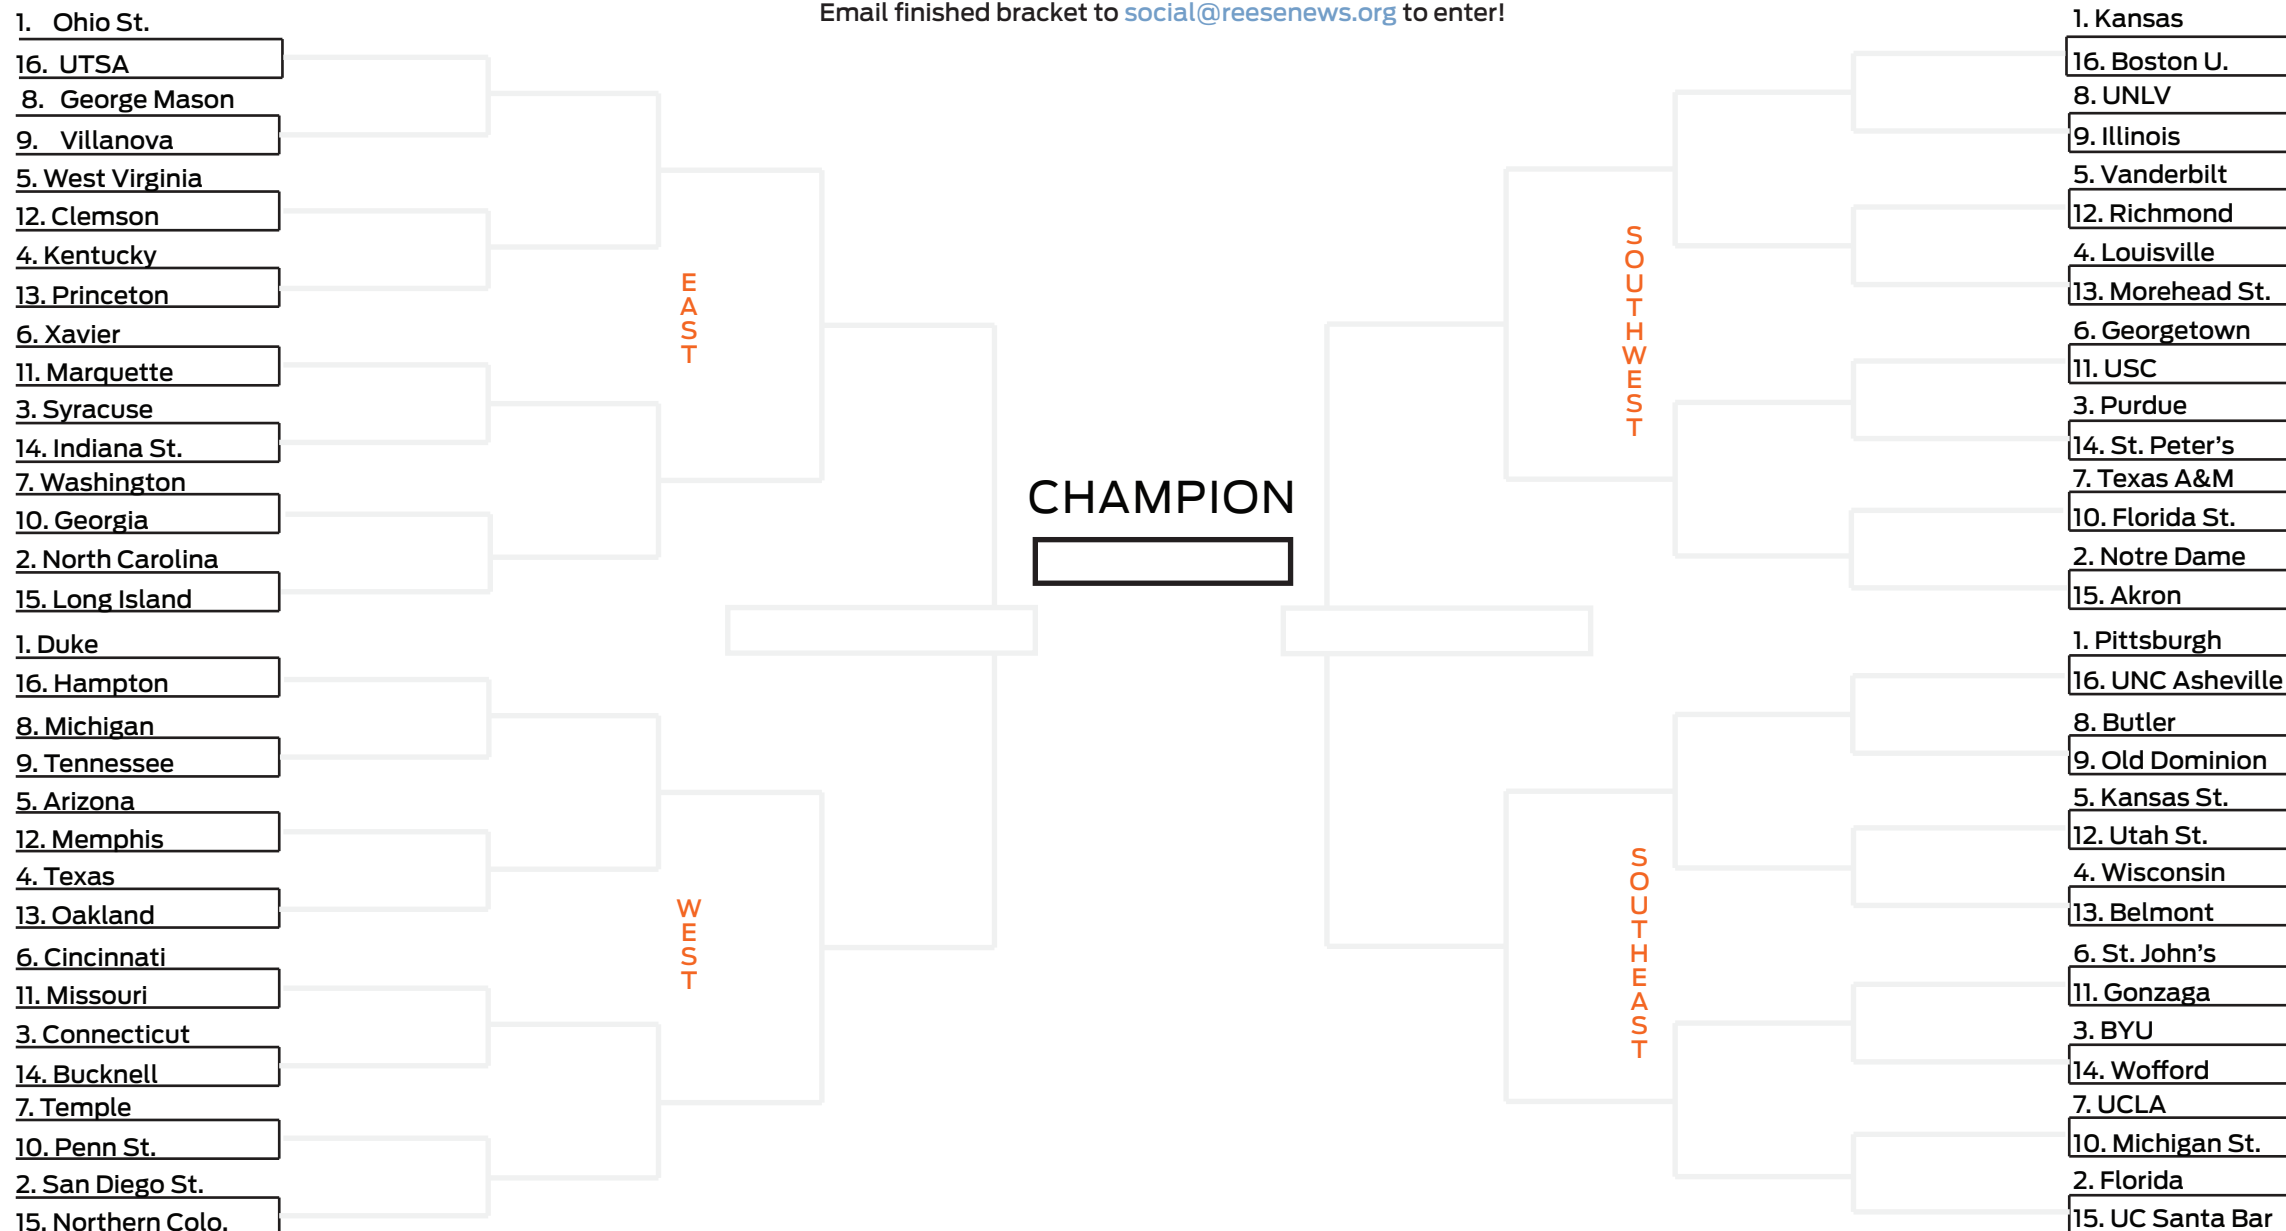 Email finished bracket to social@reesenews.org to enter!
1. Ohio St.
16. UTSA
8. George Mason
9. Villanova
5. West Virginia
12. Clemson
4. Kentucky
13. Princeton
6. Xavier
11. Marquette
3. Syracuse
14. Indiana St.
7. Washington
10. Georgia
2. North Carolina
15. Long Island
EAST
1. Duke
16. Hampton
8. Michigan
9. Tennessee
5. Arizona
12. Memphis
4. Texas
13. Oakland
6. Cincinnati
11. Missouri
3. Connecticut
14. Bucknell
7. Temple
10. Penn St.
2. San Diego St.
15. Northern Colo.
WEST
CHAMPION
SOUTHWEST
1. Kansas
16. Boston U.
8. UNLV
9. Illinois
5. Vanderbilt
12. Richmond
4. Louisville
13. Morehead St.
6. Georgetown
11. USC
3. Purdue
14. St. Peter’s
7. Texas A&M
10. Florida St.
2. Notre Dame
15. Akron
SOUTHEAST
1. Pittsburgh
16. UNC Asheville
8. Butler
9. Old Dominion
5. Kansas St.
12. Utah St.
4. Wisconsin
13. Belmont
6. St. John’s
11. Gonzaga
3. BYU
14. Wofford
7. UCLA
10. Michigan St.
2. Florida
15. UC Santa Bar